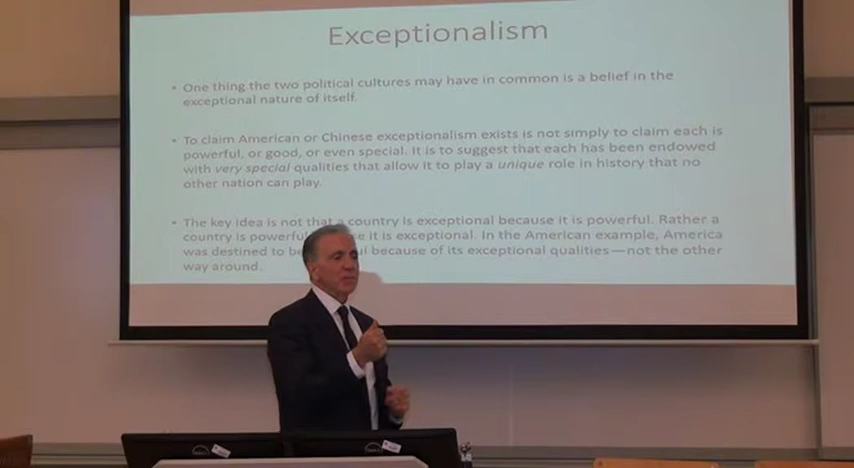 Exceptionalism
• One thing the two political cultures may have in common is a belief in the
exceptional nature of itself.
• To claim American or Chinese exceptionalism exists is not simply to claim each is
powerful, or good, or even special. It is to suggest that each has been endowed
with very special qualities that allow it to play a unique role in history that no
other nation can play.
• The key idea is not that a country is exceptional because it is powerful. Rather a
country is powerful it is exceptional. In the American example, America
was destined to because of its exceptional qualities—not the other
way around.